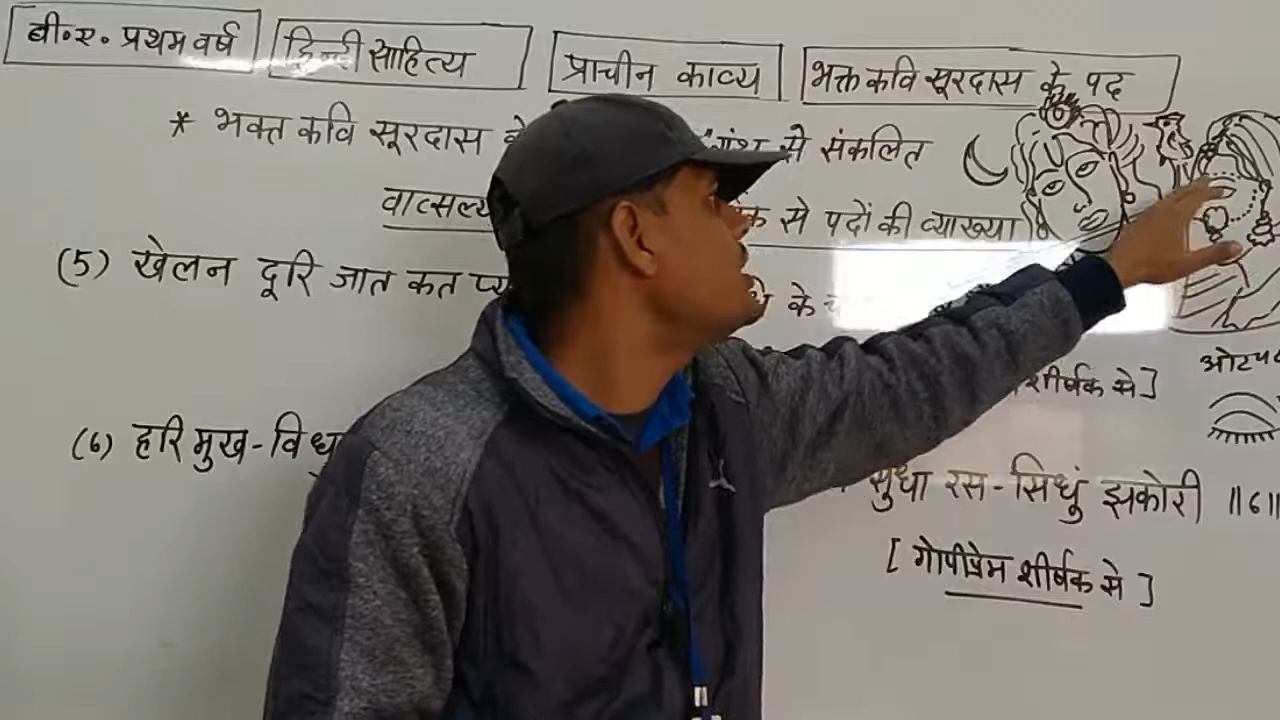 बी॰ए॰ प्रथम वर्ष
हिन्दी साहित्य
प्राचीन काव्य
भक्त कवि सूरदास के पद
* भक्त कवि सूरदास से संकलित
वात्सल्य से पदों की व्याख्या
(5) खेलन दूरि जात कत के
शीर्षक से ]
ओटपट
(6) हरि मुख-विधु सुधा रस-सिंधुं झकोरी ॥6॥
[ गोपीप्रेम शीर्षक से ]